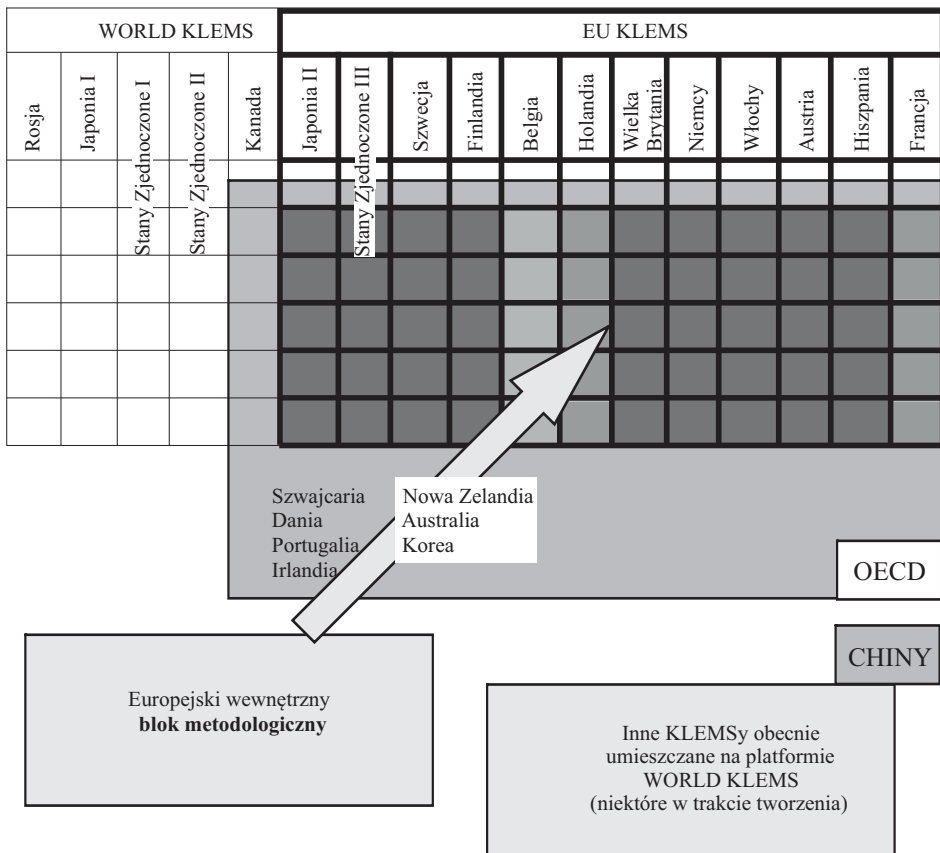 WORLD KLEMS
EU KLEMS
Rosja
Japonia I
Stany Zjednoczone I
Stany Zjednoczone II
Kanada
Japonia II
Stany Zjednoczone III
Szwecja
Finlandia
Belgia
Holandia
Wielka
Brytania
Niemcy
Włochy
Austria
Hiszpania
Francja
Szwajcaria
Dania
Portugalia
Irlandia
Nowa Zelandia
Australia
Korea
OECD
CHINY
Europejski wewnętrzny
blok metodologiczny
Inne KLEMSy obecnie
umieszczane na platformie
WORLD KLEMS
(niektóre w trakcie tworzenia)